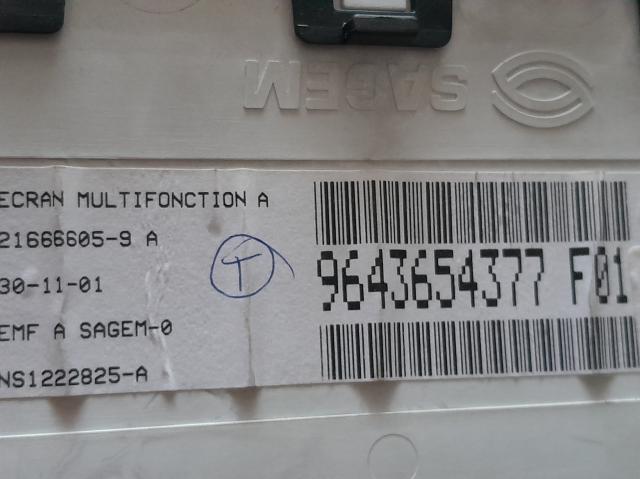 SAGEM
ECRAN MULTIFONCTION A
21666605-9 A
30-11-01
EMF A SAGEM-0
NS1222825-A
T
9643654377 F01